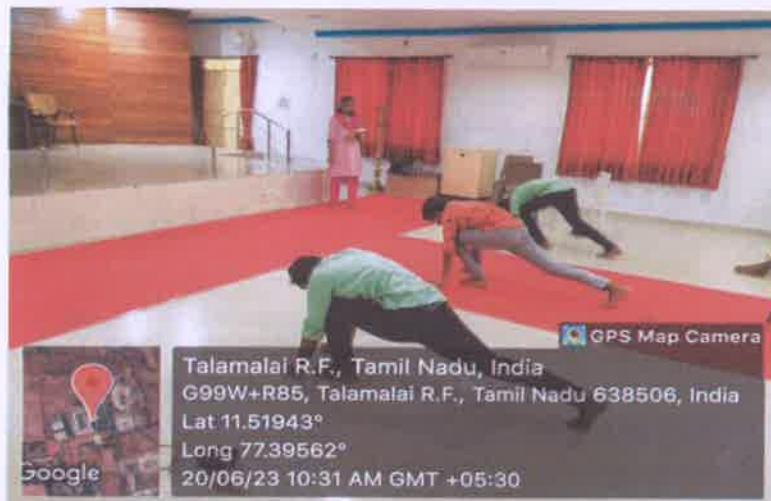 GPS Map Camera
Talamalai R.F., Tamil Nadu, India
G99W+R85, Talamalai R.F., Tamil Nadu 638506, India
Lat 11.51943°
Long 77.39562°
20/06/23 10:31 AM GMT +05:30
Google